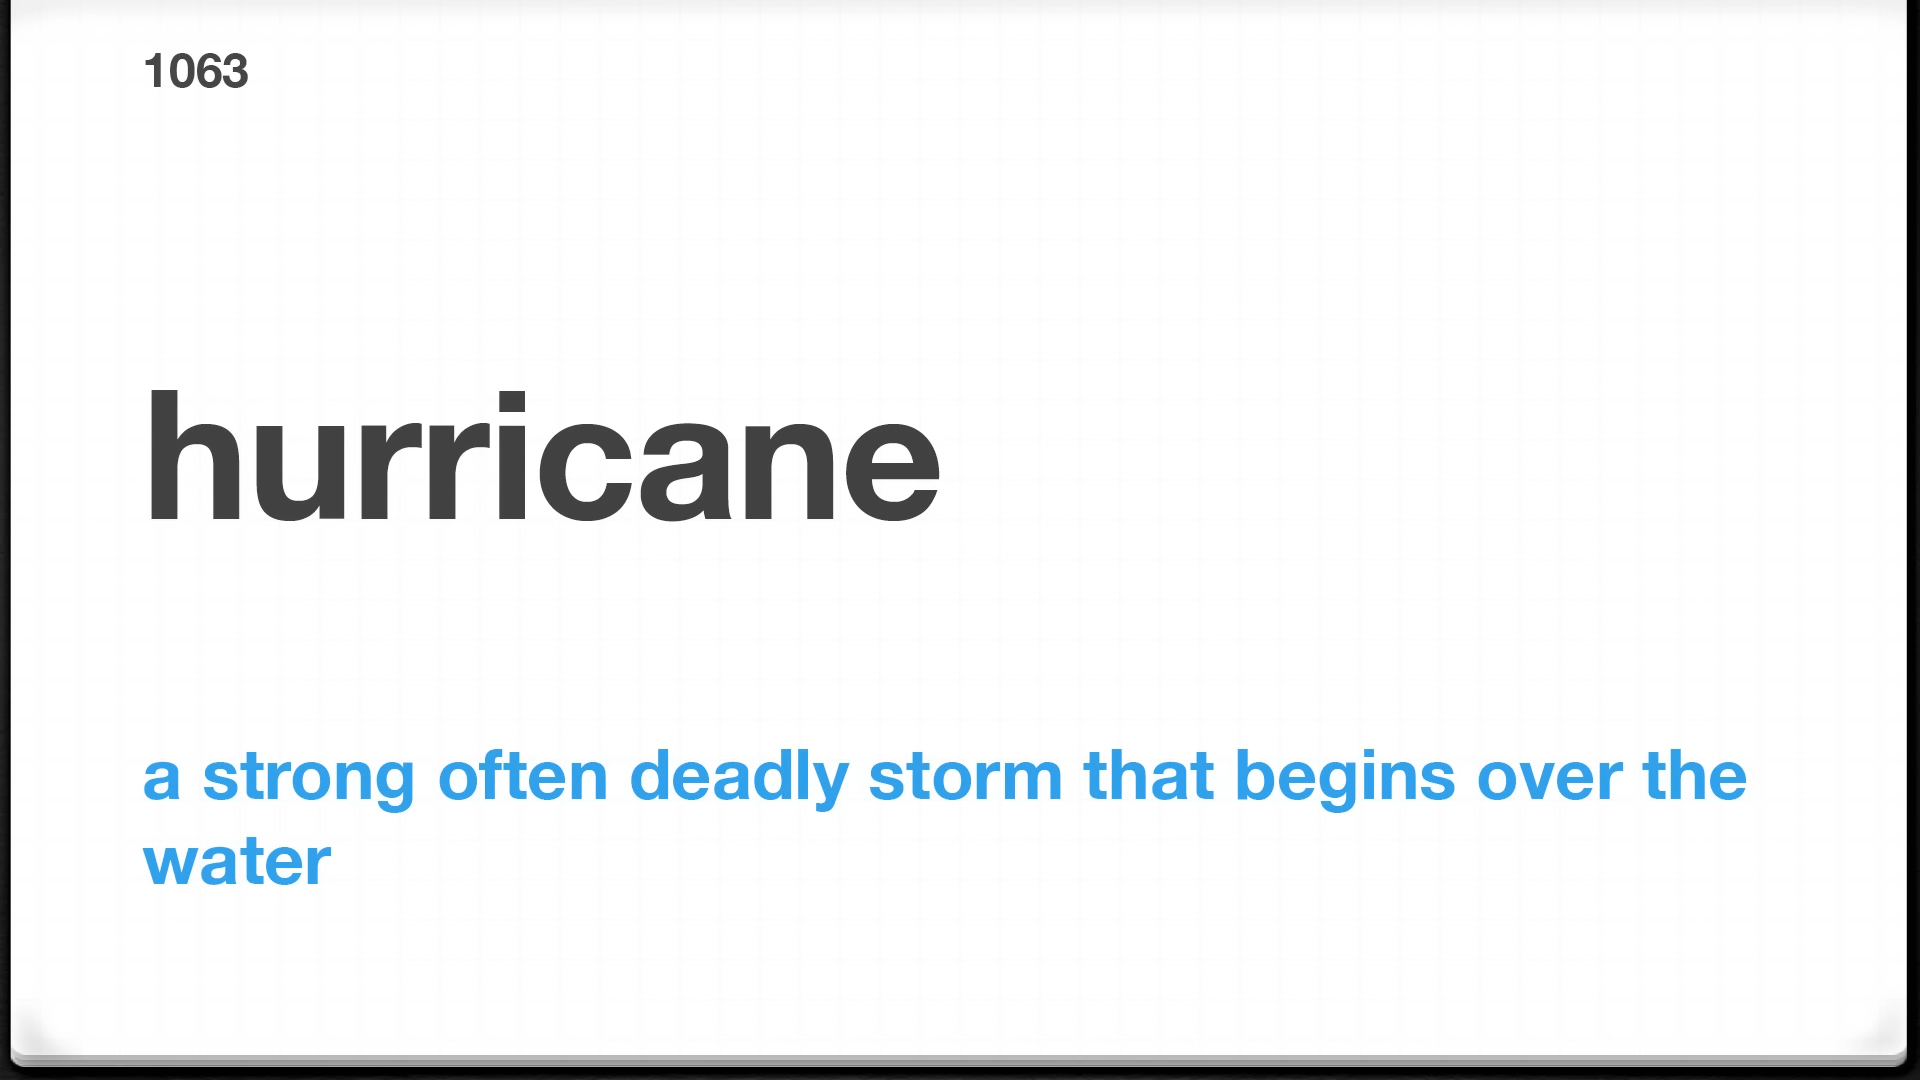 1063
hurricane
a strong often deadly storm that begins over the
water